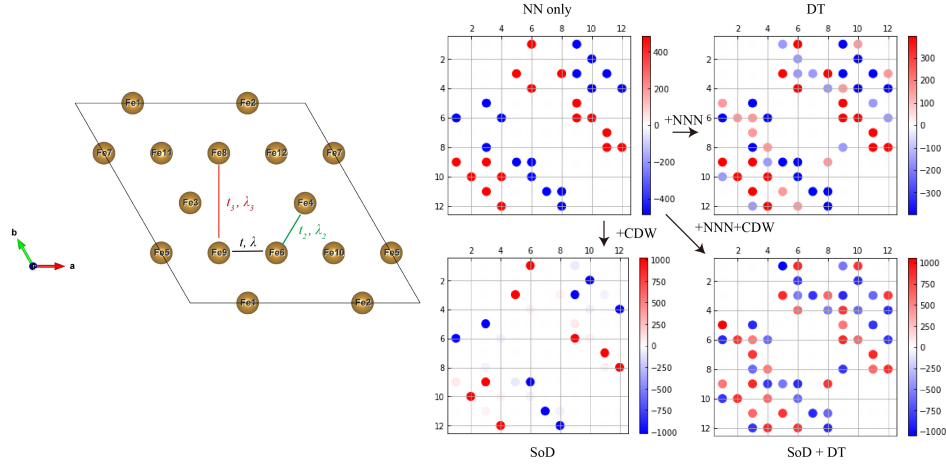 Fe1 Fe2
Fe7 Fe11 Fe8 Fe12 Fe7
Fe3 Fe4
t₃, λ₃
t₂, λ₂
t, λ
Fe5 Fe9 Fe6 Fe10 Fe5
Fe1 Fe2
b
a
NN only
2 4 6 8 10 12
2
4
6
8
10
12
400
200
0
−200
−400
+NNN
DT
2 4 6 8 10 12
2
4
6
8
10
12
300
200
100
0
−100
−200
−300
+CDW
+NNN+CDW
2 4 6 8 10 12
2
4
6
8
10
12
1000
750
500
250
0
−250
−500
−750
−1000
SoD
2 4 6 8 10 12
2
4
6
8
10
12
1000
750
500
250
0
−250
−500
−750
−1000
SoD + DT